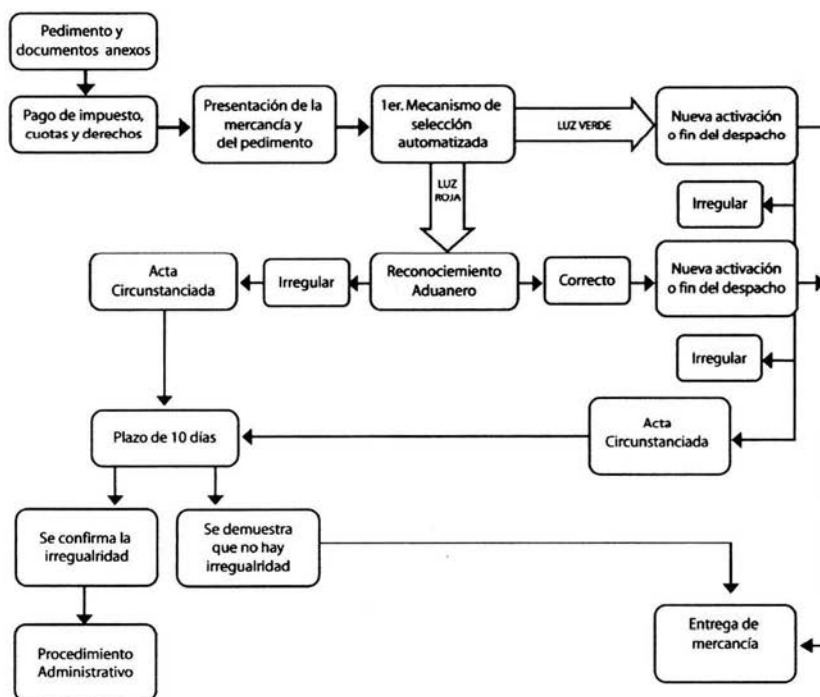 Pedimento y
documentos anexos
Pago de impuesto,
cuotas y derechos
Presentación de la
mercancía y
del pedimento
1er. Mecanismo de
selección
automatizada
LUZ VERDE
Nueva activación
o fin del despacho
LUZ
ROJA
Irregular
Acta
Circunstanciada
Irregular
Reconociemiento
Aduanero
Correcto
Nueva activación
o fin del despacho
Irregular
Plazo de 10 días
Acta
Circunstanciada
Se confirma la
irregualridad
Se demuestra
que no hay
irregualridad
Procedimiento
Administrativo
Entrega de
mercancía